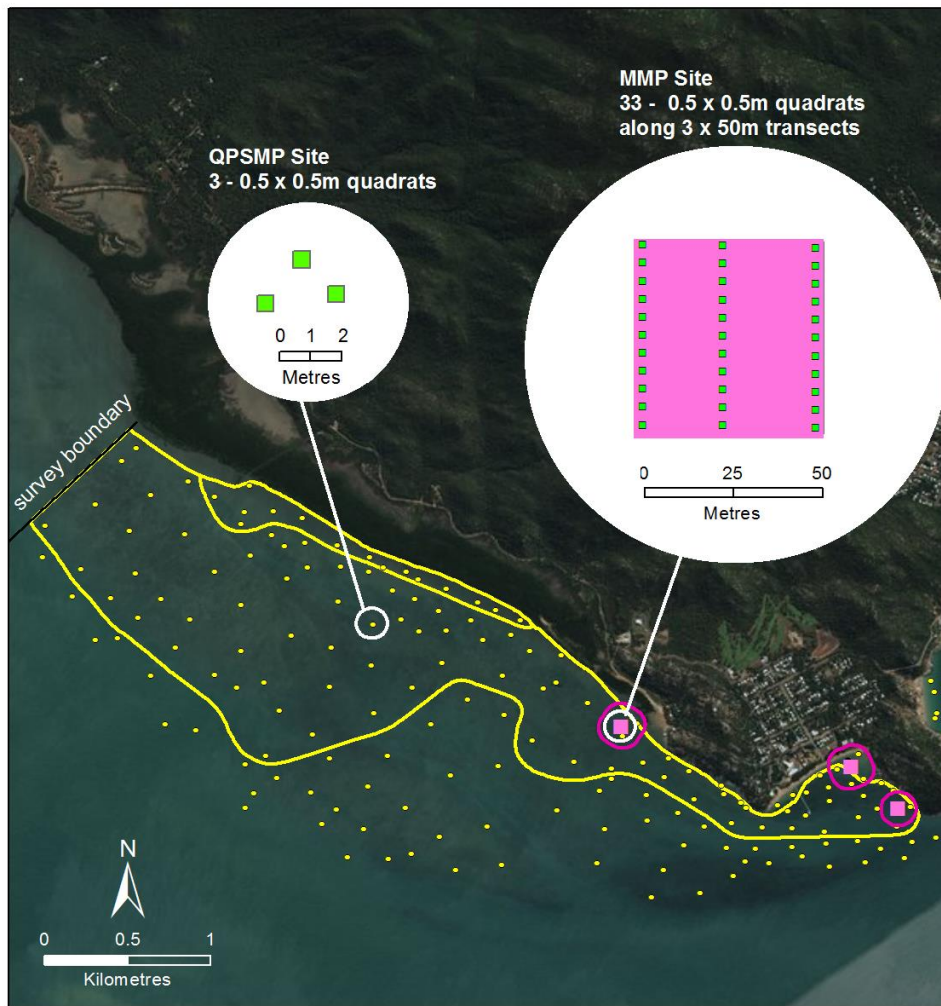 MMP Site
33 - 0.5 x 0.5m quadrats
along 3 x 50m transects
QPSMP Site
3 - 0.5 x 0.5m quadrats
0 1 2
Metres
0 25 50
Metres
survey boundary
N
0 0.5 1
Kilometres